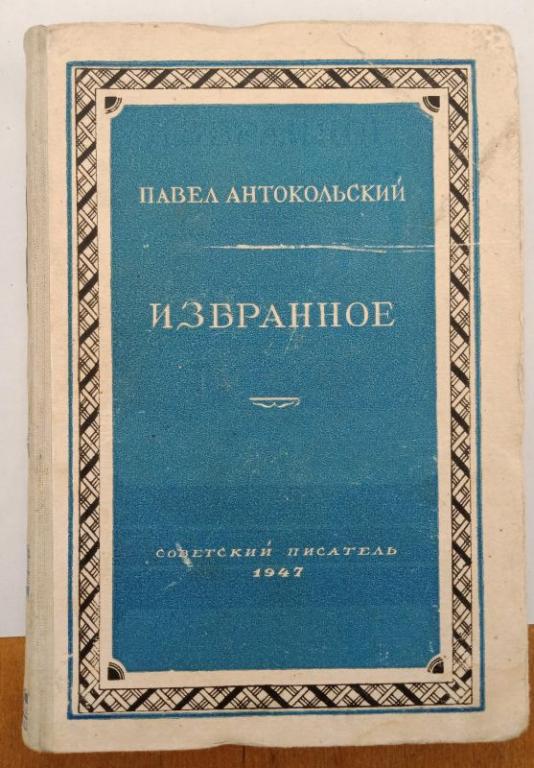 ПАВЕЛ АНТОКОЛЬСКИЙ
ИЗБРАННОЕ
СОВЕТСКИЙ ПИСАТЕЛЬ
1947